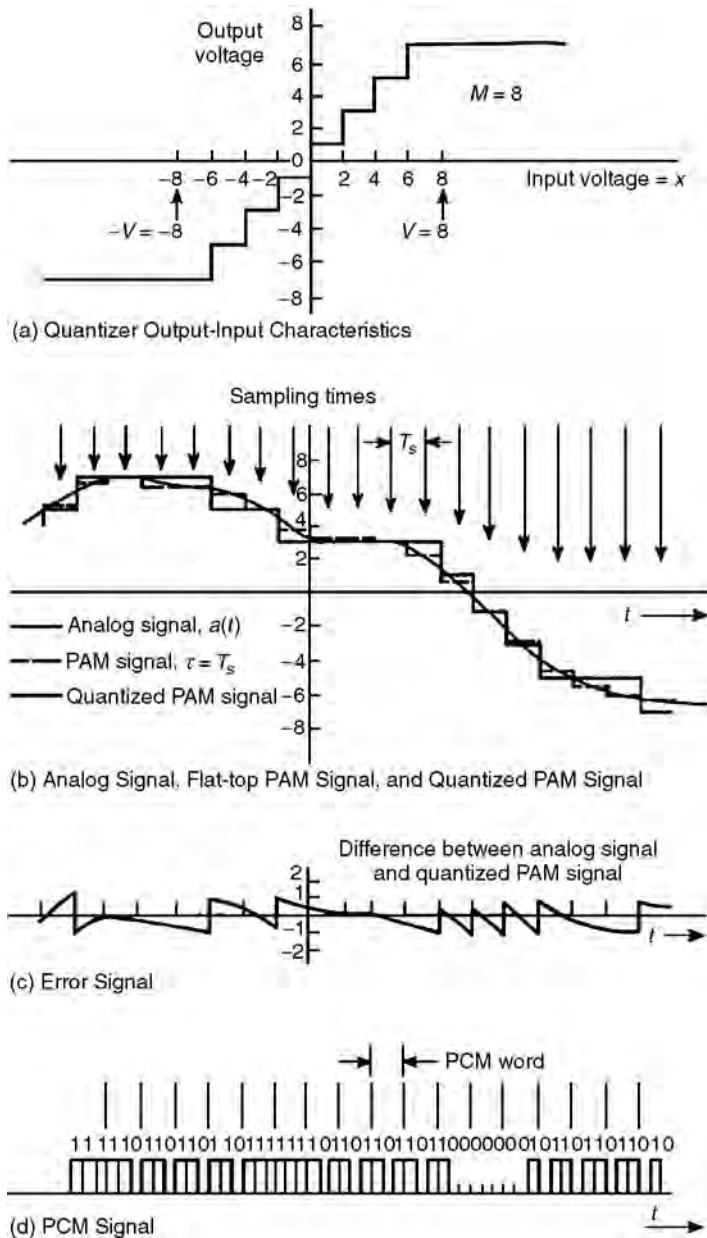 Output
voltage
8
6
4
2
0
M = 8
-8 -6 -4 -2
2 4 6 8
Input voltage = x
-V = -8
V = 8
-2
-4
-6
-8
(a) Quantizer Output-Input Characteristics
Sampling times
Ts
8
6
4
2
t
Analog signal, a(t)
PAM signal, τ = Ts
Quantized PAM signal
-2
-4
-6
-8
(b) Analog Signal, Flat-top PAM Signal, and Quantized PAM Signal
Difference between analog signal
and quantized PAM signal
2
1
-1
-2
t
(c) Error Signal
PCM word
t
(d) PCM Signal